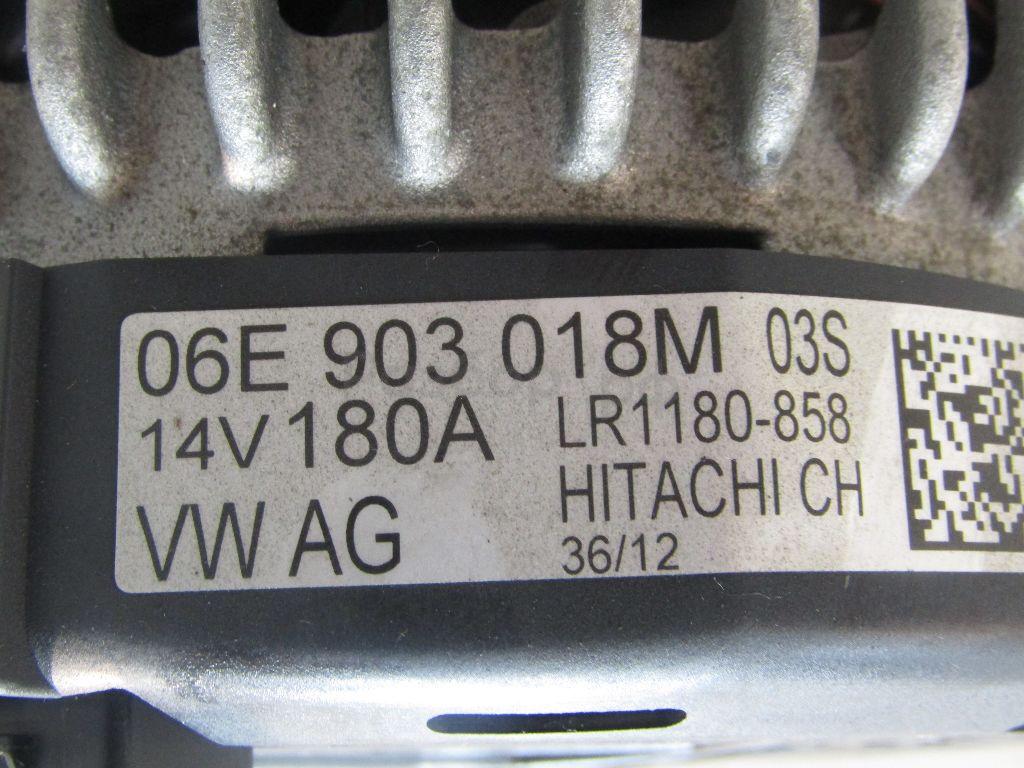 06E 903 018M 03S
14V 180A LR1180-858
VW AG HITACHI CH
36/12